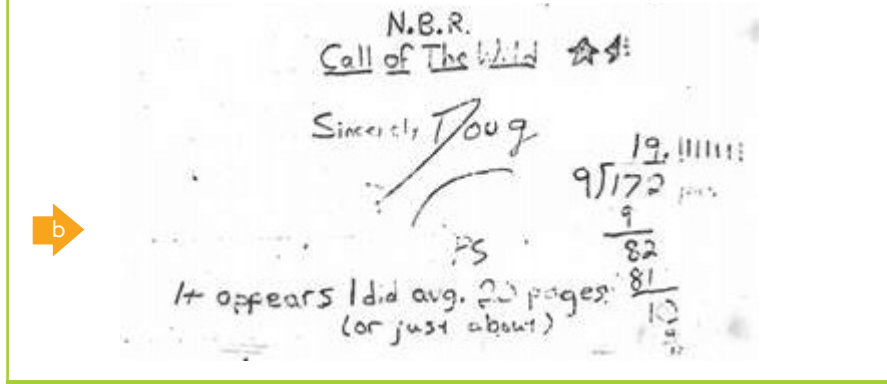 b
N.B.R.
Call of The Wild
Sincerely, Doug
19.1111111
9)172
9
82
81
10
PS
It appears I did avg. 20 pages
(or just about)